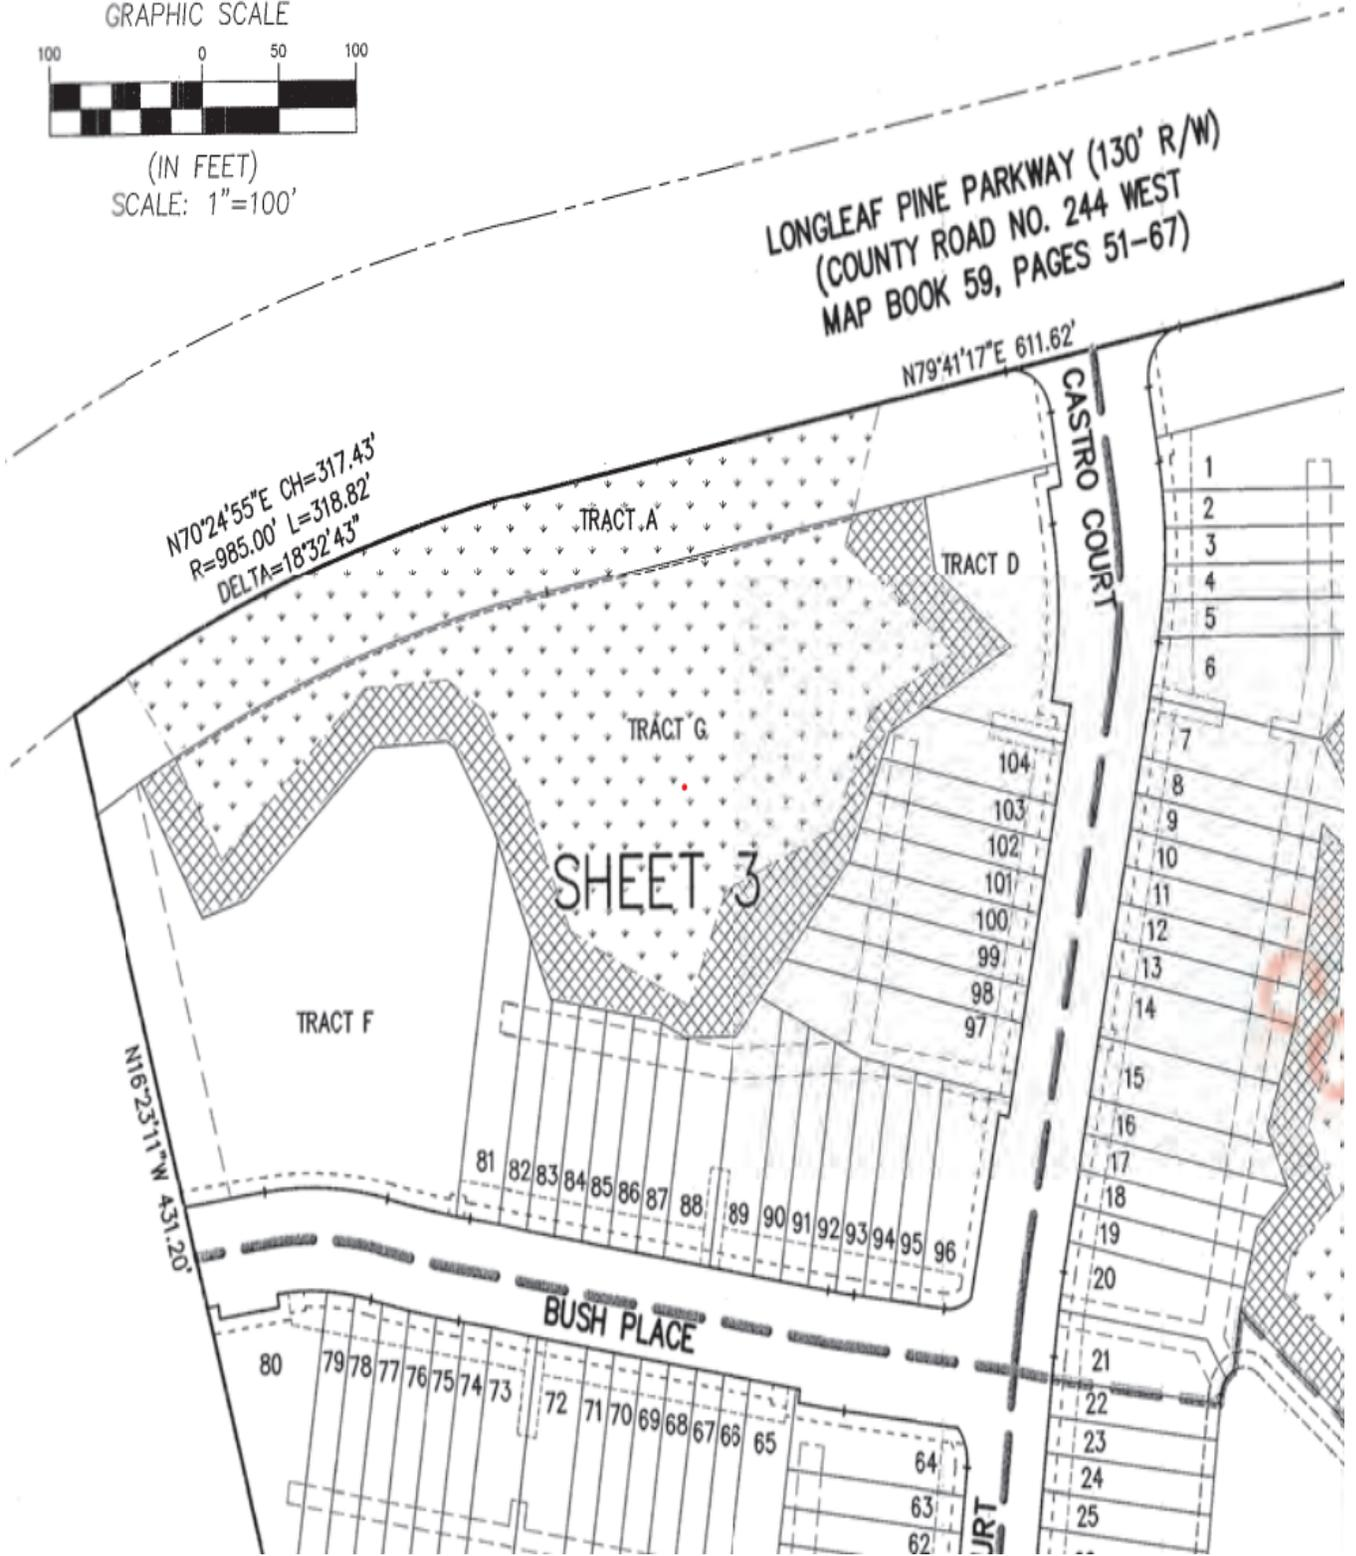 GRAPHIC SCALE
100 0 50 100
(IN FEET)
SCALE: 1"=100'
LONGLEAF PINE PARKWAY (130' R/W)
(COUNTY ROAD NO. 244 WEST
MAP BOOK 59, PAGES 51-67)
N79°41'17"E 611.62'
N70°24'55"E CH=317.43'
R=985.00' L=318.82'
DELTA=18°32'43"
CASTRO COURT
TRACT A
TRACT D
TRACT G
SHEET 3
TRACT F
N16°23'11"W 431.20'
1
2
3
4
5
6
7
8
9
10
11
12
13
14
15
16
17
18
19
20
21
22
23
24
25
104
103
102
101
100
99
98
97
81 82 83 84 85 86 87 88 89 90 91 92 93 94 95 96
BUSH PLACE
80 79 78 77 76 75 74 73 72 71 70 69 68 67 66 65
64
63
62
URT